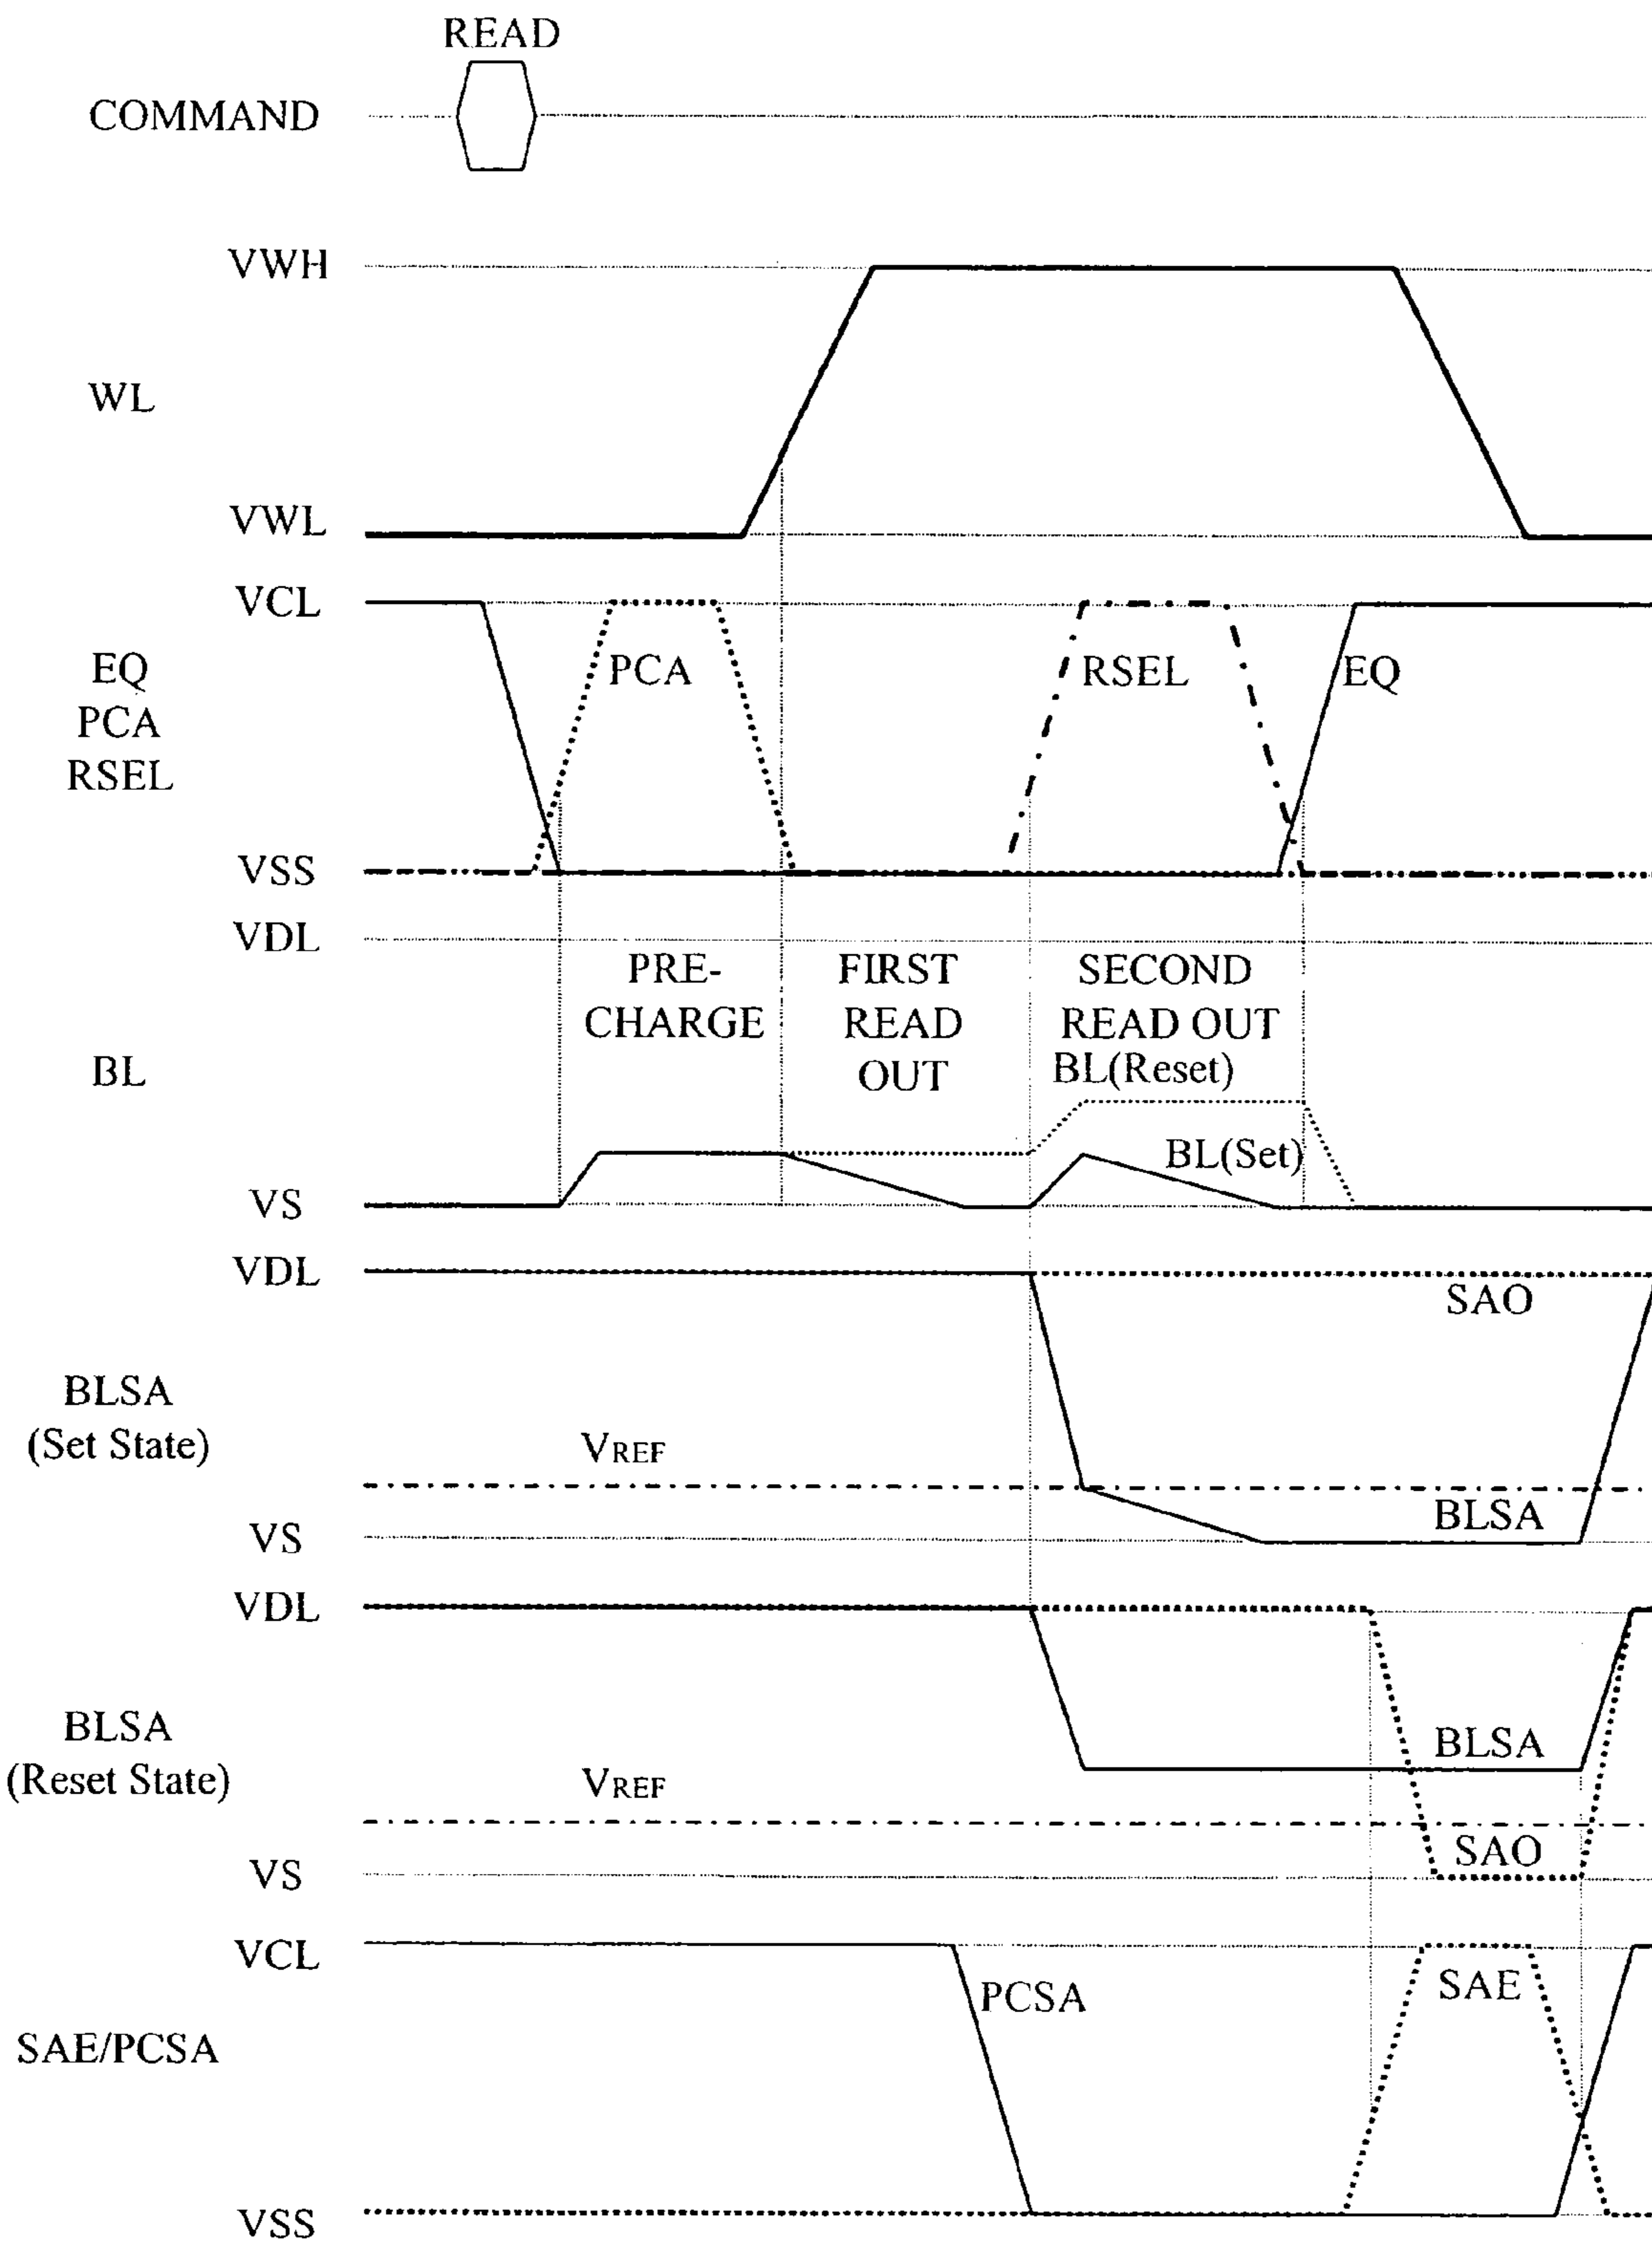 READ
COMMAND
VWH
WL
VWL
VCL
EQ
PCA
RSEL
PCA
RSEL
EQ
VSS
VDL
PRE-
CHARGE
FIRST
READ
OUT
SECOND
READ OUT
BL(Reset)
BL
BL(Set)
VS
VDL
SAO
BLSA
(Set State)
VREF
BLSA
VS
VDL
BLSA
(Reset State)
BLSA
VREF
SAO
VS
VCL
PCSA
SAE
SAE/PCSA
VSS